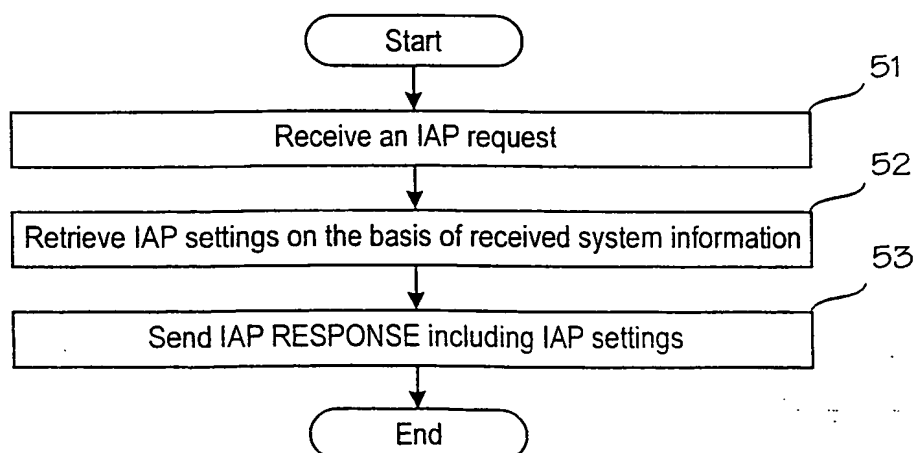 Start
51
Receive an IAP request
52
Retrieve IAP settings on the basis of received system information
53
Send IAP RESPONSE including IAP settings
End